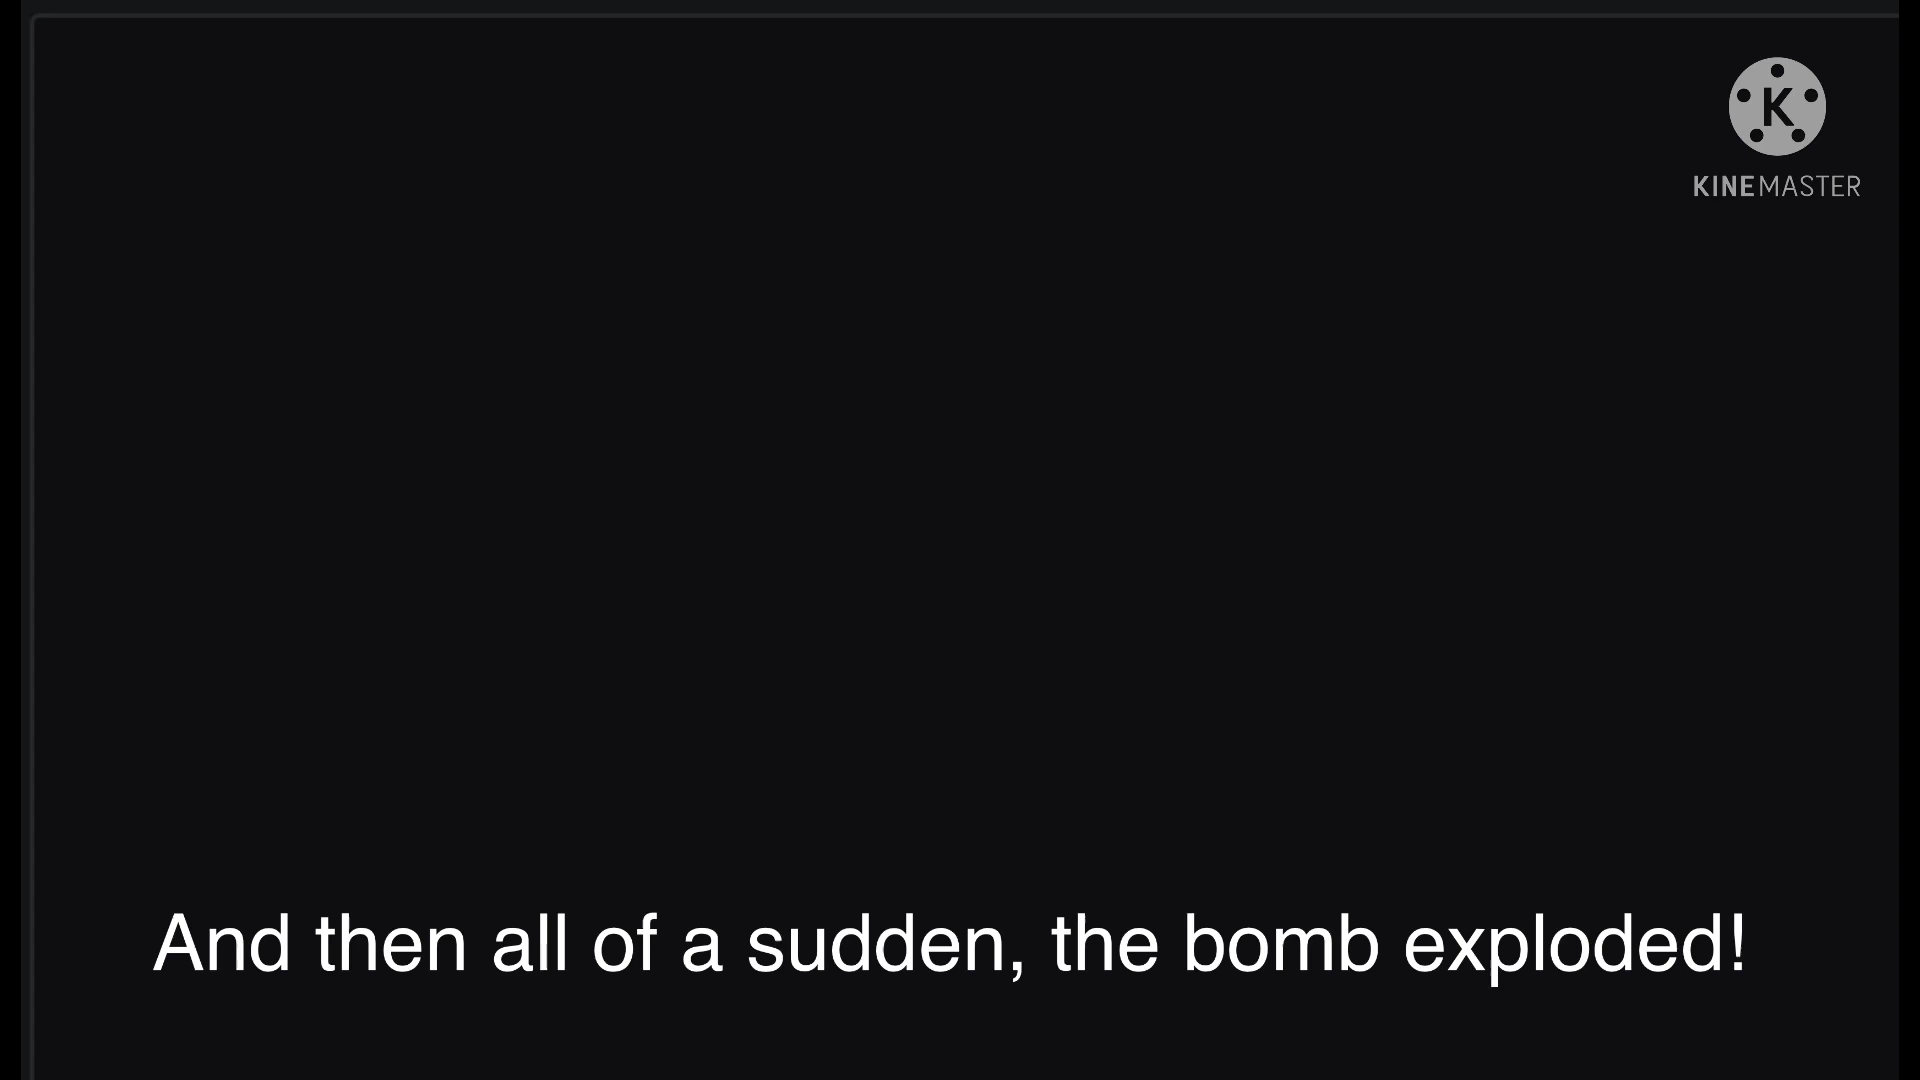 K
KINEMASTER
And then all of a sudden, the bomb exploded!